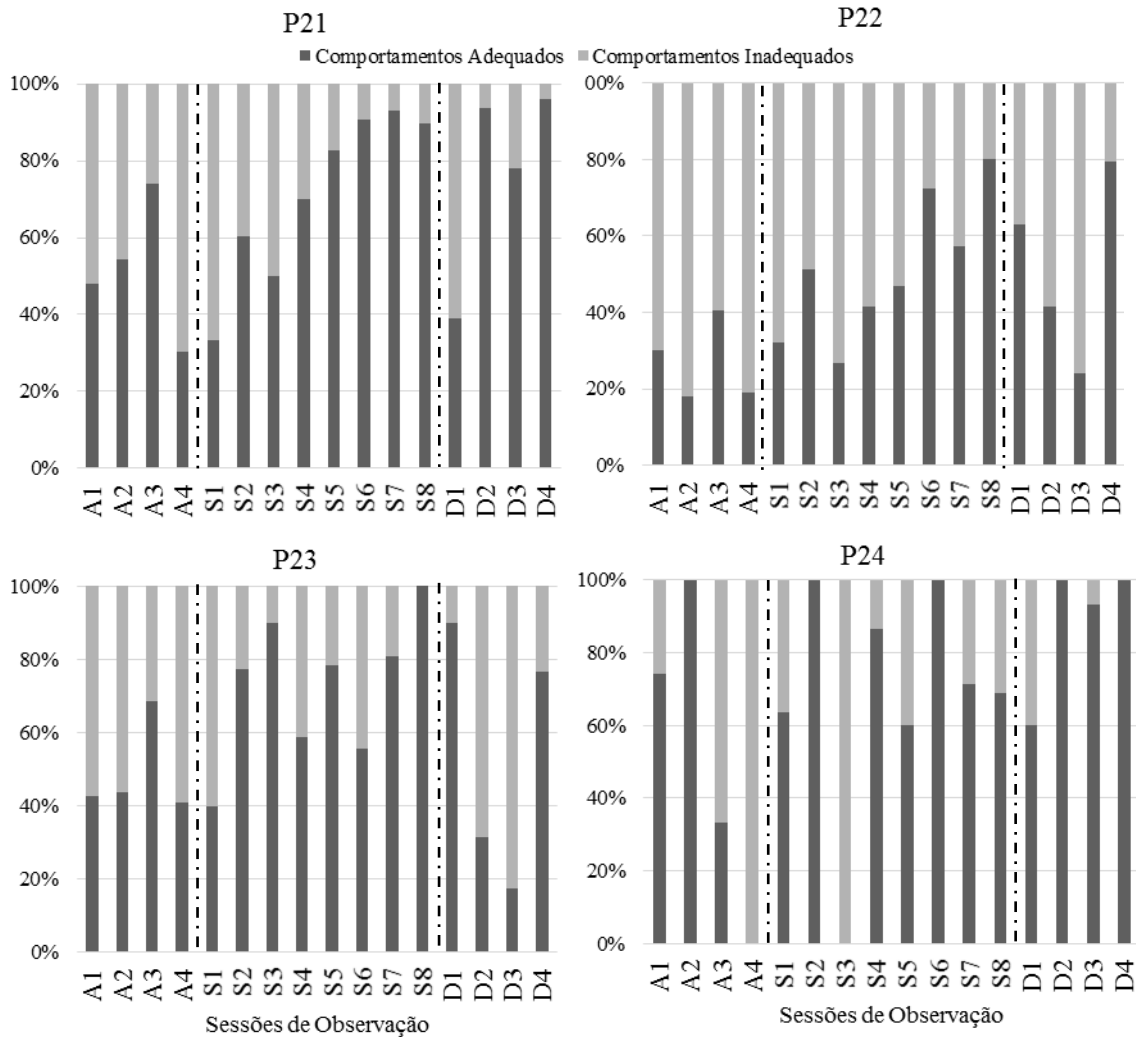 P21
P22
Comportamentos Adequados Comportamentos Inadequados
100%
80%
60%
40%
20%
0%
A1 A2 A3 A4 S1 S2 S3 S4 S5 S6 S7 S8 D1 D2 D3 D4
00%
80%
60%
40%
20%
0%
A1 A2 A3 A4 S1 S2 S3 S4 S5 S6 S7 S8 D1 D2 D3 D4
P23
P24
100%
80%
60%
40%
20%
0%
A1 A2 A3 A4 S1 S2 S3 S4 S5 S6 S7 S8 D1 D2 D3 D4
Sessões de Observação
100%
80%
60%
40%
20%
0%
A1 A2 A3 A4 S1 S2 S3 S4 S5 S6 S7 S8 D1 D2 D3 D4
Sessões de Observação